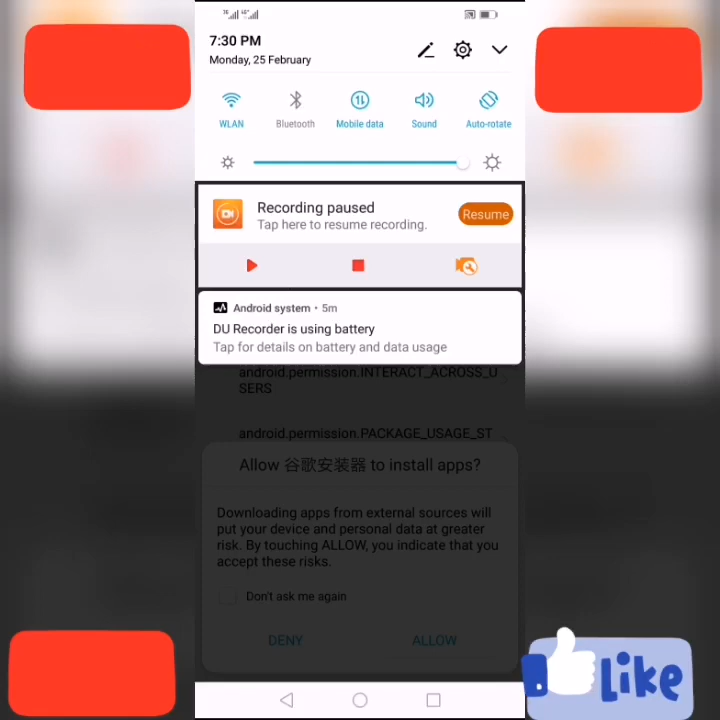 3G 4G+
7:30 PM
Monday, 25 February
WLAN
Bluetooth
Mobile data
Sound
Auto-rotate
Recording paused
Tap here to resume recording.
Resume
Android system • 5m
DU Recorder is using battery
Tap for details on battery and data usage
android.permission.INTERACT_ACROSS_U
SERS
android.permission.PACKAGE_USAGE_ST
Allow 谷歌安装器 to install apps?
Downloading apps from external sources will
put your device and personal data at greater
risk. By touching ALLOW, you indicate that you
accept these risks.
Don't ask me again
DENY
ALLOW
Like